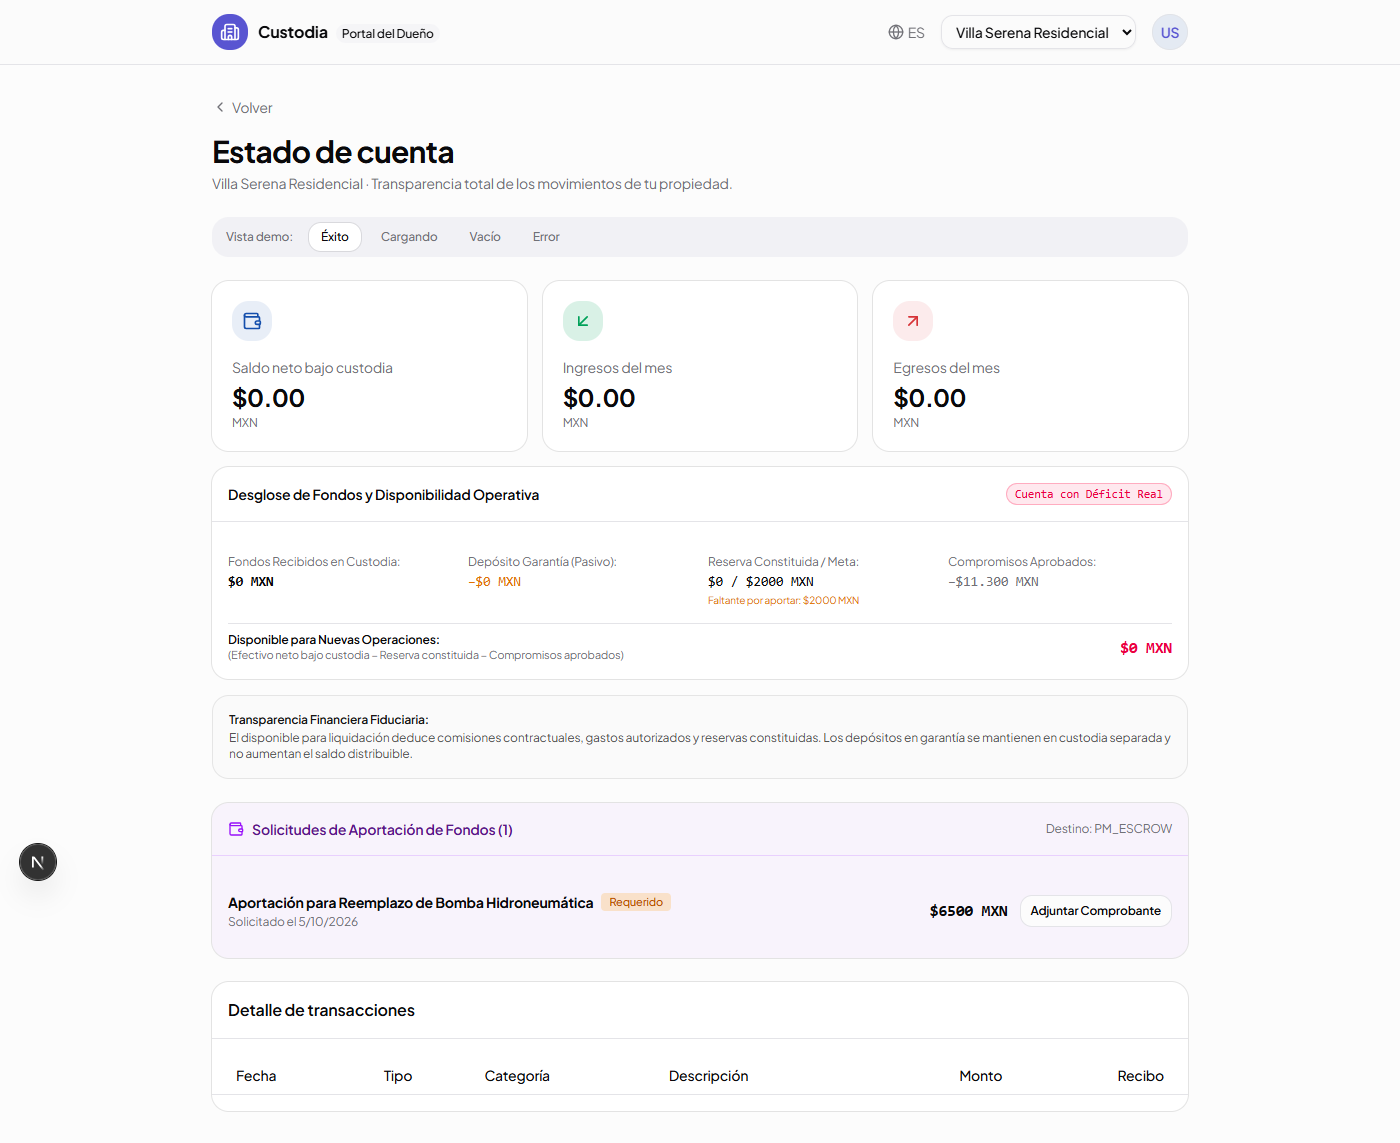 Custodia
Portal del Dueño
ES
Villa Serena Residencial
US
Volver
Estado de cuenta
Villa Serena Residencial · Transparencia total de los movimientos de tu propiedad.
Vista demo:
Éxito
Cargando
Vacío
Error
Saldo neto bajo custodia
$0.00
MXN
Ingresos del mes
$0.00
MXN
Egresos del mes
$0.00
MXN
Desglose de Fondos y Disponibilidad Operativa
Cuenta con Déficit Real
Fondos Recibidos en Custodia:
$0 MXN
Depósito Garantía (Pasivo):
-$0 MXN
Reserva Constituida / Meta:
$0 / $2000 MXN
Faltante por aportar: $2000 MXN
Compromisos Aprobados:
-$11.300 MXN
Disponible para Nuevas Operaciones:
(Efectivo neto bajo custodia – Reserva constituida – Compromisos aprobados)
$0 MXN
Transparencia Financiera Fiduciaria:
El disponible para liquidación deduce comisiones contractuales, gastos autorizados y reservas constituidas. Los depósitos en garantía se mantienen en custodia separada y
no aumentan el saldo distribuible.
Solicitudes de Aportación de Fondos (1)
Destino: PM_ESCROW
Aportación para Reemplazo de Bomba Hidroneumática
Requerido
Solicitado el 5/10/2026
$6500 MXN
Adjuntar Comprobante
N
Detalle de transacciones
Fecha
Tipo
Categoría
Descripción
Monto
Recibo